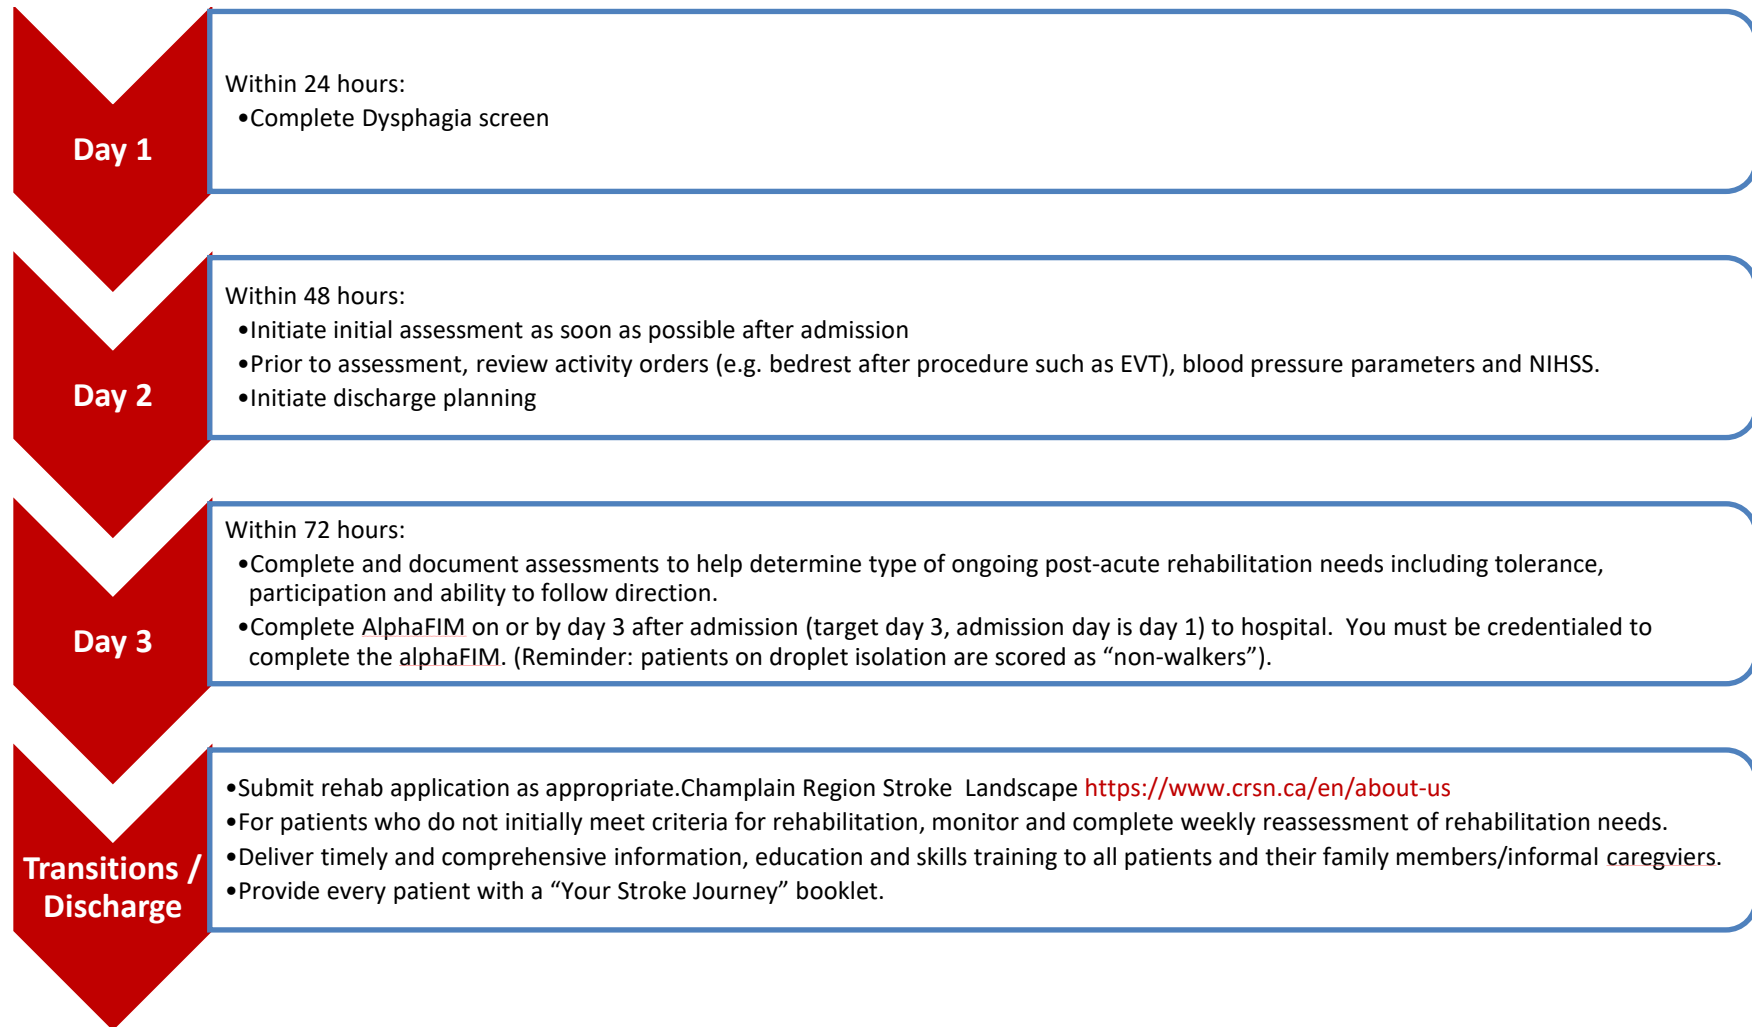 Day 1
Within 24 hours:
•Complete Dysphagia screen
Day 2
Within 48 hours:
•Initiate initial assessment as soon as possible after admission
•Prior to assessment, review activity orders (e.g. bedrest after procedure such as EVT), blood pressure parameters and NIHSS.
•Initiate discharge planning
Day 3
Within 72 hours:
•Complete and document assessments to help determine type of ongoing post-acute rehabilitation needs including tolerance,
participation and ability to follow direction.
•Complete AlphaFIM on or by day 3 after admission (target day 3, admission day is day 1) to hospital.  You must be credentialed to
complete the alphaFIM. (Reminder: patients on droplet isolation are scored as “non-walkers”).
Transitions /
Discharge
•Submit rehab application as appropriate.Champlain Region Stroke  Landscape https://www.crsn.ca/en/about-us
•For patients who do not initially meet criteria for rehabilitation, monitor and complete weekly reassessment of rehabilitation needs.
•Deliver timely and comprehensive information, education and skills training to all patients and their family members/informal caregviers.
•Provide every patient with a “Your Stroke Journey” booklet.